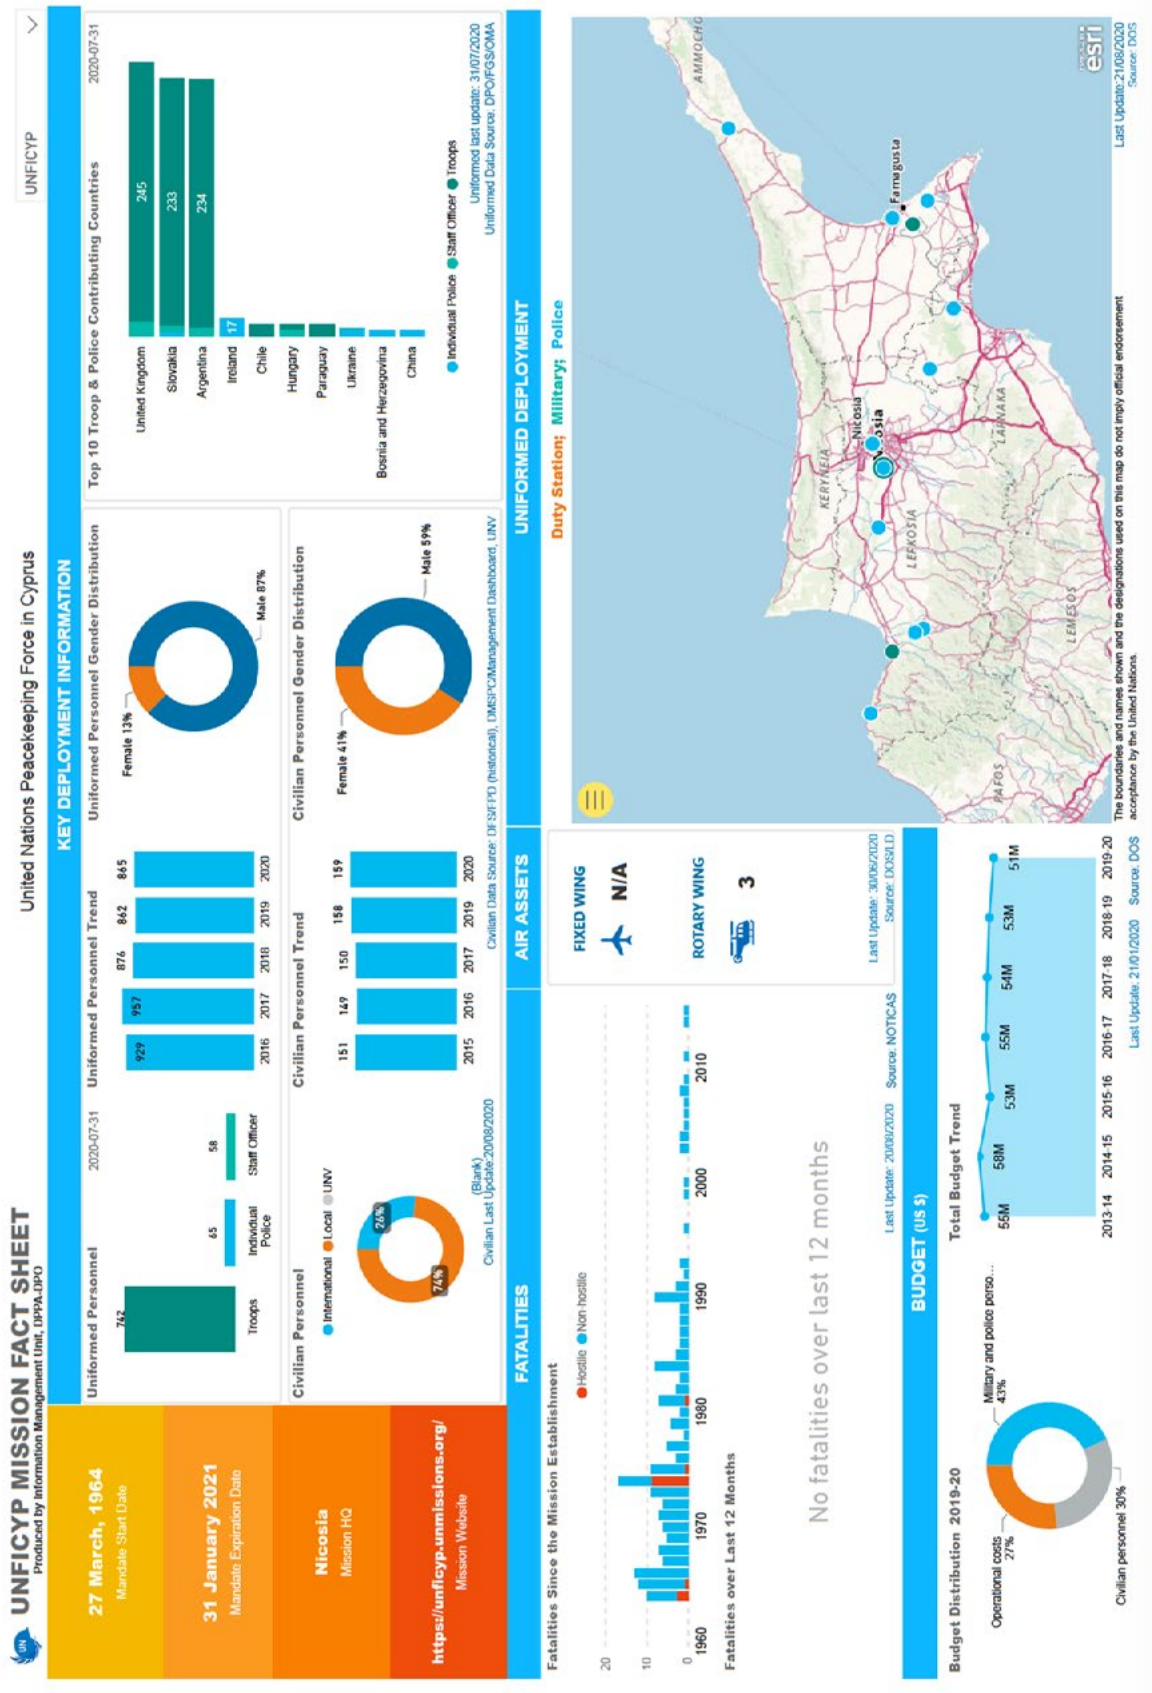 UNFICYP MISSION FACT SHEET
Produced by Information Management Unit, DPPA-DPO
United Nations Peacekeeping Force in Cyprus
UNFICYP
UN
27 March, 1964
Mandate Start Date
31 January 2021
Mandate Expiration Date
Nicosia
Mission HQ
https://unficyp.unmissions.org/
Mission Website
KEY DEPLOYMENT INFORMATION
Uniformed Personnel
2020-07-31
742
65
58
Troops
Individual
Police
Staff Officer
Uniformed Personnel Trend
929
957
876
862
865
2016
2017
2018
2019
2020
Uniformed Personnel Gender Distribution
Female 13%
Male 87%
Top 10 Troop & Police Contributing Countries
2020-07-31
United Kingdom
245
Slovakia
233
Argentina
234
Ireland
17
Chile
Hungary
Paraguay
Ukraine
Bosnia and Herzegovina
China
Individual Police
Staff Officer
Troops
Uniformed last update: 31/07/2020
Uniformed Data Source: DPO/FGS/OMA
Civilian Personnel
International
Local
UNV
26%
74%
(Blank)
Civilian Last Update:20/08/2020
Civilian Personnel Trend
151
149
150
158
159
2015
2016
2017
2019
2020
Civilian Personnel Gender Distribution
Female 41%
Male 59%
Civilian Data Source: DFS/FPD (historical), DMSPC/Management Dashboard, UNV
FATALITIES
Fatalities Since the Mission Establishment
Hostile
Non-hostile
20
10
0
1960
1970
1980
1990
2000
2010
Fatalities over Last 12 Months
No fatalities over last 12 months
Last Update: 20/08/2020
Source: NOTICAS
AIR ASSETS
FIXED WING
N/A
ROTARY WING
3
Last Update: 30/06/2020
Source: DOS/LD
UNIFORMED DEPLOYMENT
Duty Station; Military; Police
AMMOCHO
Famagusta
KERYNEIA
Nicosia
LEFKOSIA
LARNAKA
LEMESOS
PAFOS
esri
The boundaries and names shown and the designations used on this map do not imply official endorsement
acceptance by the United Nations.
Last Update:21/08/2020
Source: DOS
BUDGET (US $)
Budget Distribution 2019-20
Operational costs
27%
Military and police perso...
43%
Civilian personnel 30%
Total Budget Trend
55M
58M
53M
55M
54M
53M
51M
2013-14
2014-15
2015-16
2016-17
2017-18
2018-19
2019-20
Last Update: 21/01/2020
Source: DOS